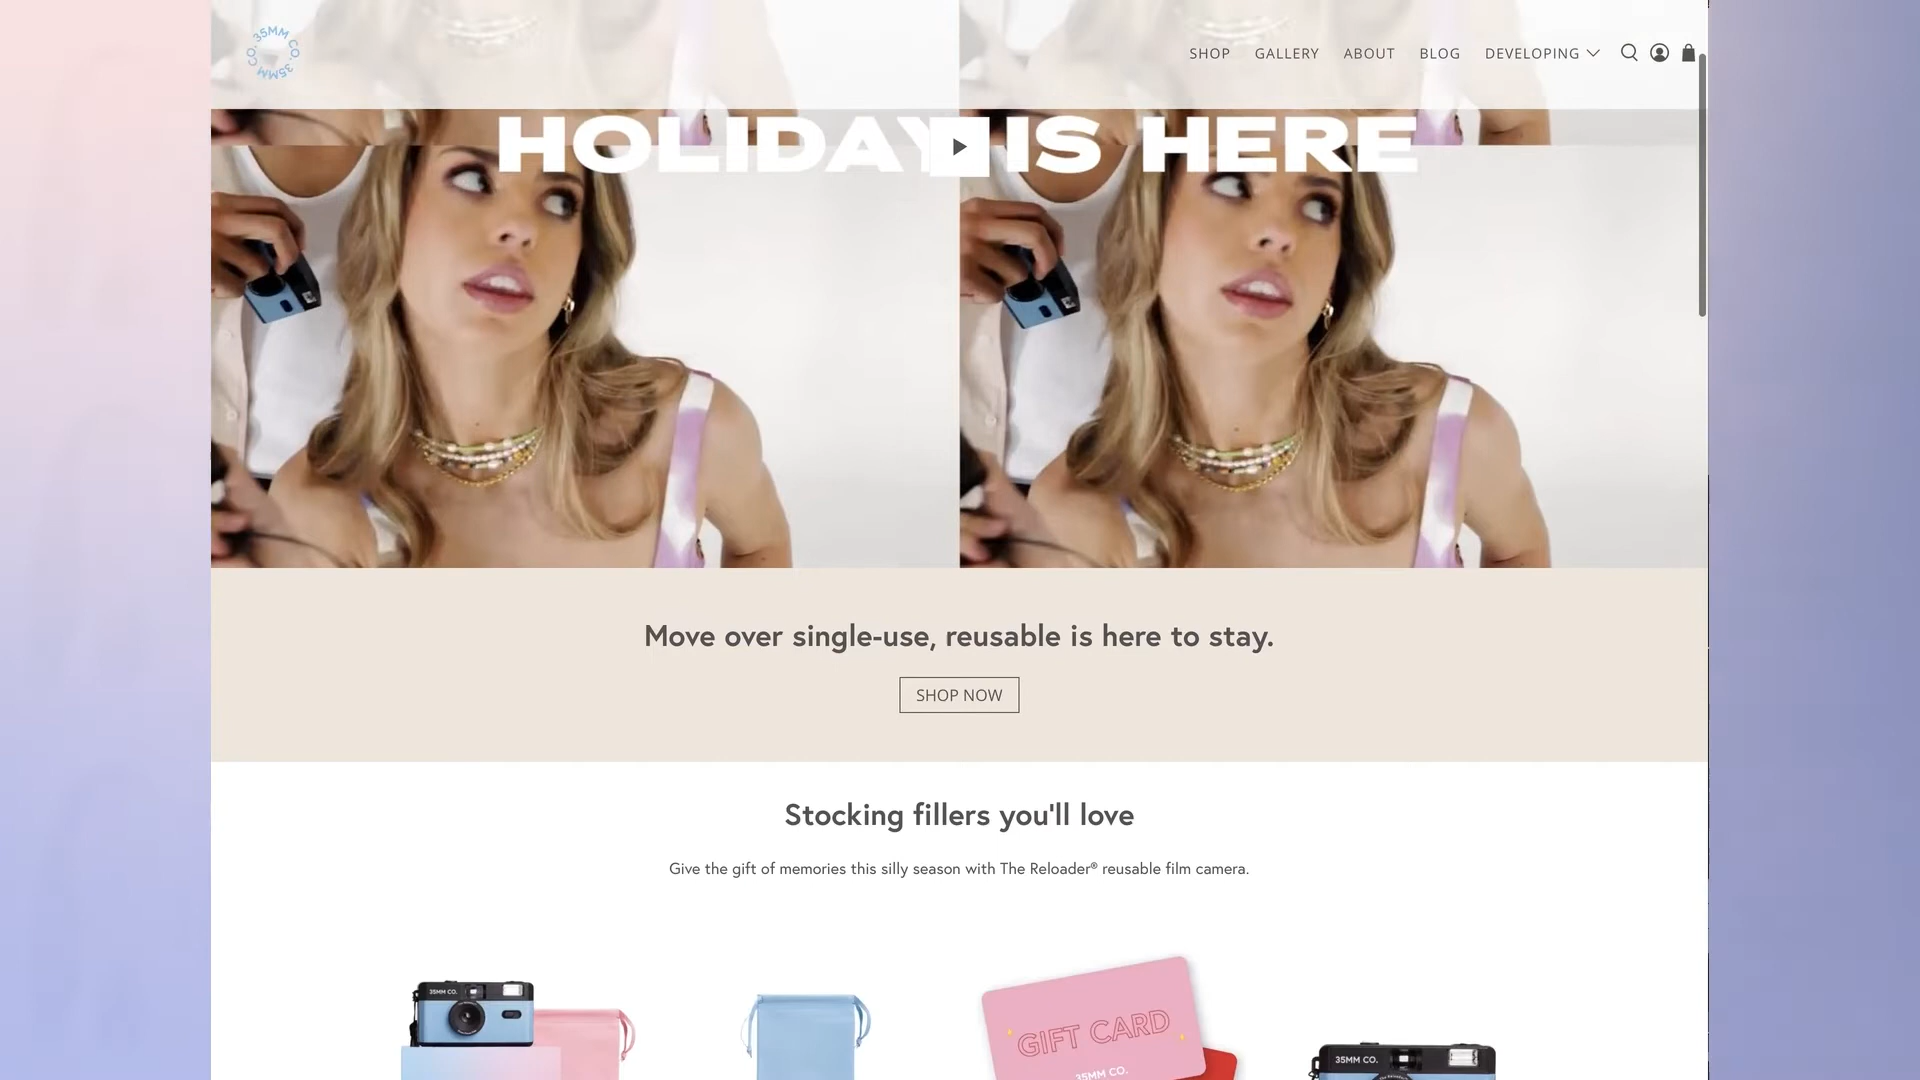 35MM CO. 35MM CO.
SHOP GALLERY ABOUT BLOG DEVELOPING
HOLIDAY IS HERE
Move over single-use, reusable is here to stay.
SHOP NOW
Stocking fillers you'll love
Give the gift of memories this silly season with The Reloader® reusable film camera.
35MM CO.
GIFT CARD
35MM CO.
35MM CO.